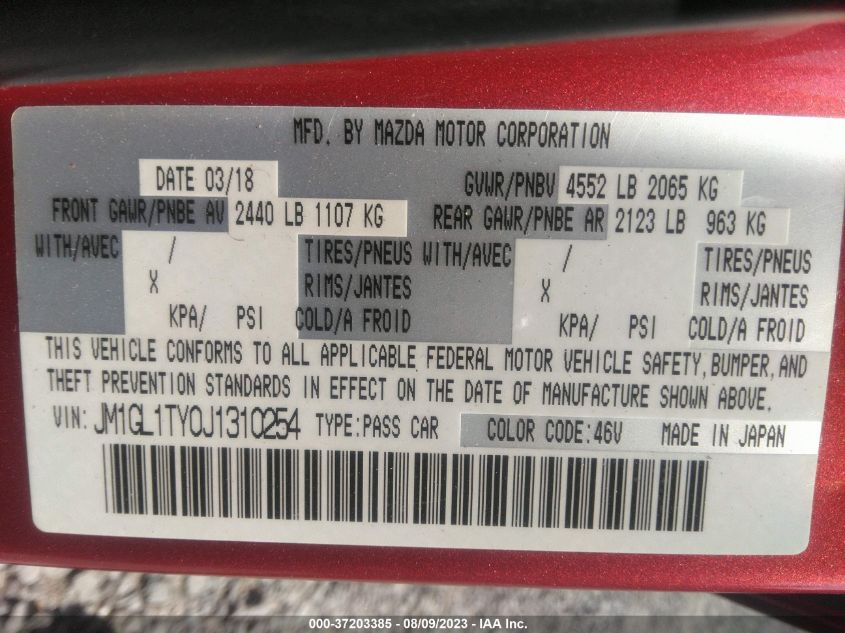 MFD. BY MAZDA MOTOR CORPORATION
DATE 03/18 GVWR/PNBV 4552 LB 2065 KG
FRONT GAWR/PNBE AV 2440 LB 1107 KG REAR GAWR/PNBE AR 2123 LB 963 KG
WITH/AVEC / TIRES/PNEUS WITH/AVEC / TIRES/PNEUS
X RIMS/JANTES X RIMS/JANTES
KPA/ PSI COLD/A FROID KPA/ PSI COLD/A FROID
THIS VEHICLE CONFORMS TO ALL APPLICABLE FEDERAL MOTOR VEHICLE SAFETY, BUMPER, AND
THEFT PREVENTION STANDARDS IN EFFECT ON THE DATE OF MANUFACTURE SHOWN ABOVE.
VIN: JM1GL1TY0J1310254 TYPE:PASS CAR COLOR CODE:46V MADE IN JAPAN
000-37203385 - 08/09/2023 - IAA Inc.